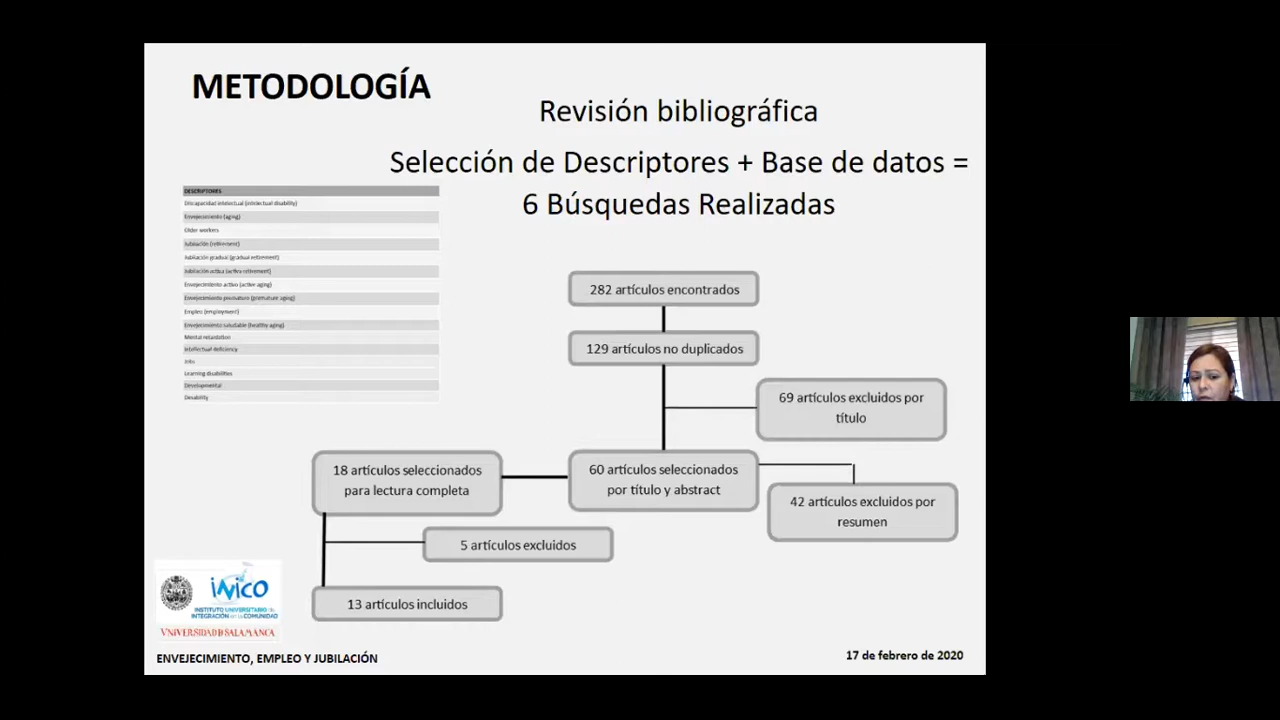 METODOLOGÍA
Revisión bibliográfica
Selección de Descriptores + Base de datos =
6 Búsquedas Realizadas
DESCRIPTORES
Discapacidad intelectual (intellectual disability)
Envejecimiento (aging)
Older workers
Jubilación (retirement)
Jubilación gradual (gradual retirement)
Jubilación activa (active retirement)
Envejecimiento activo (active aging)
Envejecimiento prematuro (premature aging)
Empleo (employment)
Envejecimiento saludable (healthy aging)
Mental retardation
Intellectual deficiency
Jobs
Learning disabilities
Developmental
Desability
282 artículos encontrados
129 artículos no duplicados
69 artículos excluidos por
título
60 artículos seleccionados
por título y abstract
42 artículos excluidos por
resumen
18 artículos seleccionados
para lectura completa
5 artículos excluidos
13 artículos incluidos
iNiCO
INSTITUTO UNIVERSITARIO de
INTEGRACIÓN en la COMUNIDAD
VNIVERSIDAD D SALAMANCA
ENVEJECIMIENTO, EMPLEO Y JUBILACIÓN
17 de febrero de 2020